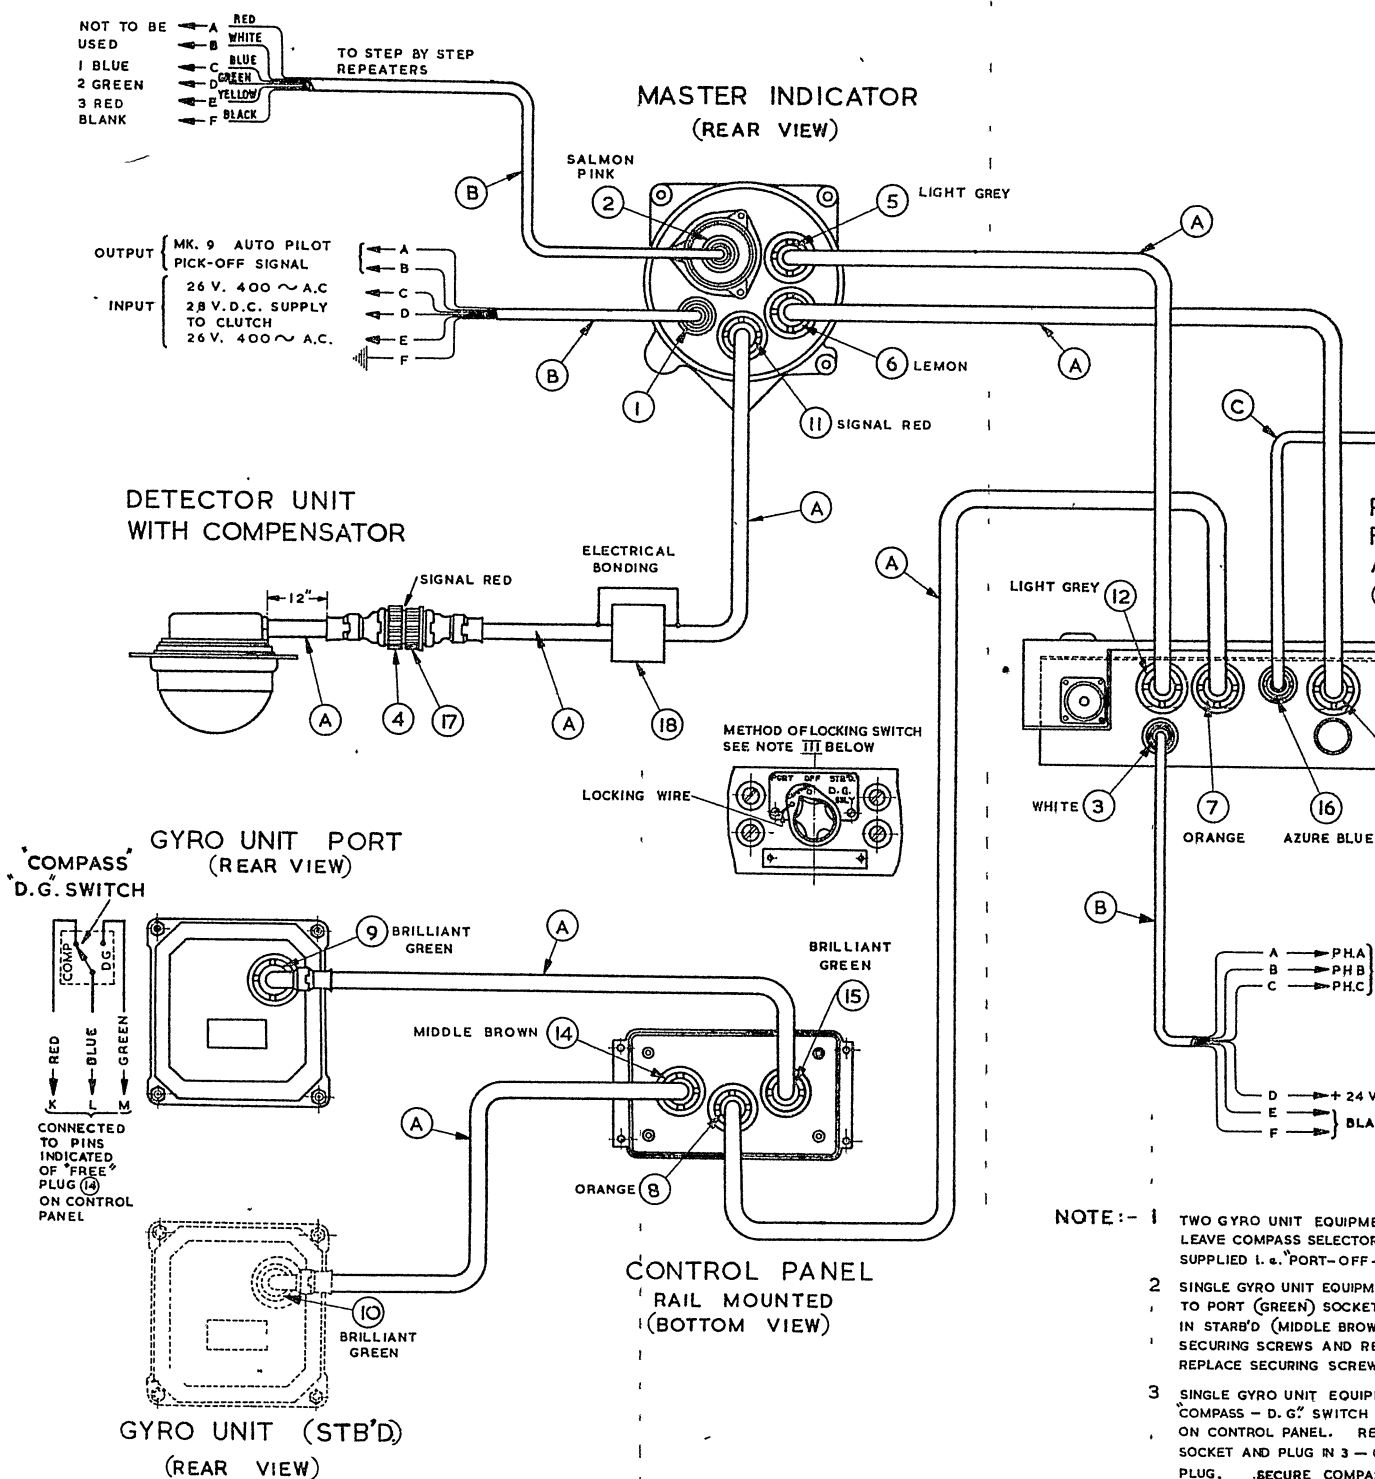 NOT TO BE A RED
USED B WHITE
1 BLUE C BLUE
2 GREEN D GREEN
3 RED E YELLOW
BLANK F BLACK
TO STEP BY STEP
REPEATERS
MASTER INDICATOR
(REAR VIEW)
SALMON
PINK
2
B
5 LIGHT GREY
A
OUTPUT MK. 9 AUTO PILOT
PICK-OFF SIGNAL
A
B
INPUT 26 V. 400 ~ A.C
28 V. D.C. SUPPLY
TO CLUTCH
26 V. 400 ~ A.C.
C
D
E
F
B
1
6 LEMON
A
11 SIGNAL RED
C
DETECTOR UNIT
WITH COMPENSATOR
A
ELECTRICAL
BONDING
SIGNAL RED
12"
A
LIGHT GREY 12
A
4
17
A
18
METHOD OF LOCKING SWITCH
SEE NOTE III BELOW
PORT OFF STB'D.
D. G.
ONLY
LOCKING WIRE
WHITE 3
7
ORANGE
16
AZURE BLUE
GYRO UNIT PORT
(REAR VIEW)
"COMPASS"
"D.G." SWITCH
COMP
D.G.
RED
BLUE
GREEN
K L M
CONNECTED
TO PINS
INDICATED
OF "FREE"
PLUG 14
ON CONTROL
PANEL
9 BRILLIANT
GREEN
A
BRILLIANT
GREEN
15
MIDDLE BROWN 14
A
ORANGE 8
B
A PH.A
B PH B
C PH.C
D + 24 V
E
F
BLA
10
BRILLIANT
GREEN
CONTROL PANEL
RAIL MOUNTED
(BOTTOM VIEW)
GYRO UNIT (STB'D)
(REAR VIEW)
NOTE:- 1 TWO GYRO UNIT EQUIPME
LEAVE COMPASS SELECTOR
SUPPLIED i.e. "PORT-OFF-
2 SINGLE GYRO UNIT EQUIPM
TO PORT (GREEN) SOCKET
IN STARB'D (MIDDLE BROW
SECURING SCREWS AND RE
REPLACE SECURING SCREW
3 SINGLE GYRO UNIT EQUIP
"COMPASS - D. G." SWITCH
ON CONTROL PANEL. RE
SOCKET AND PLUG IN 3 -
PLUG. SECURE COMPA